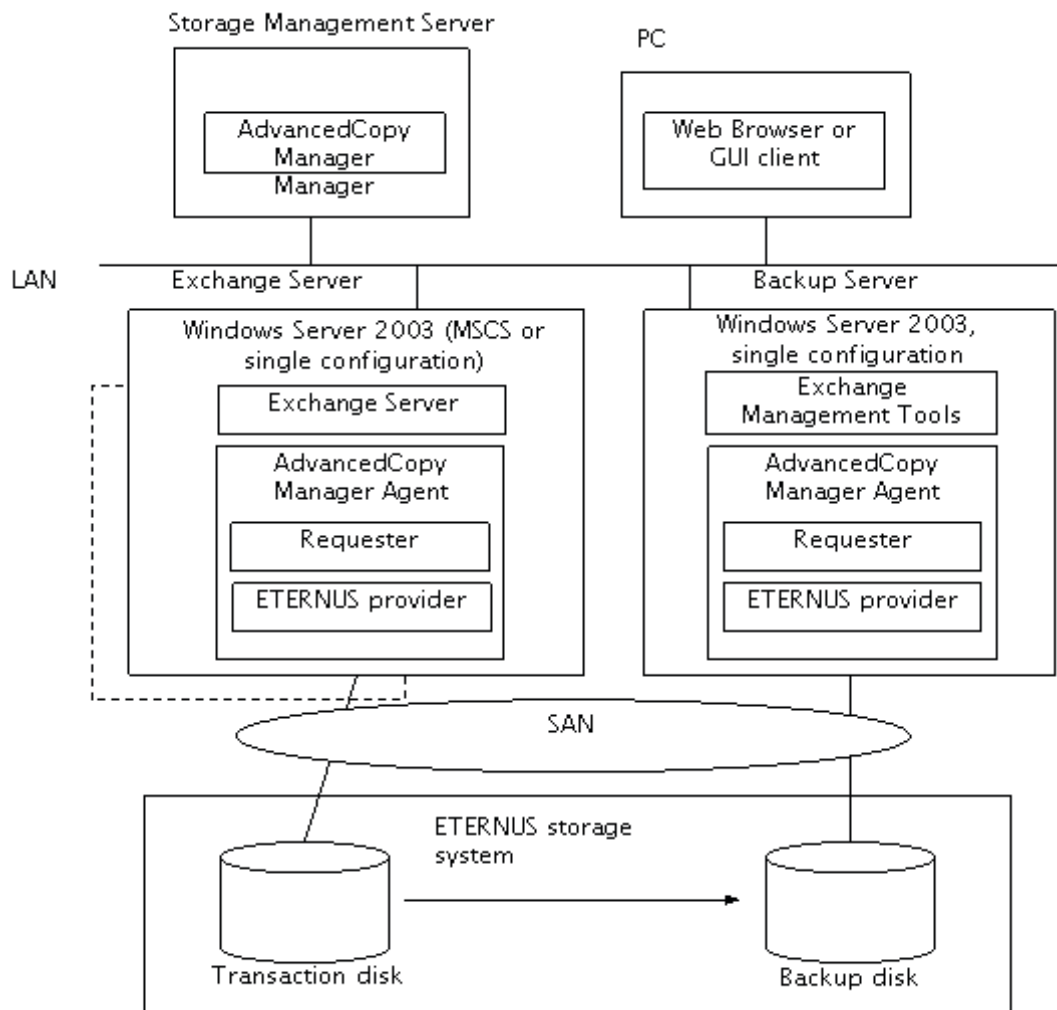 Storage Management Server
PC
AdvancedCopy
Manager
Manager
Web Browser or
GUI client
LAN
Exchange Server
Backup Server
Windows Server 2003 (MSCS or
single configuration)
Exchange Server
AdvancedCopy
Manager Agent
Requester
ETERNUS provider
Windows Server 2003,
single configuration
Exchange
Management Tools
AdvancedCopy
Manager Agent
Requester
ETERNUS provider
SAN
ETERNUS storage
system
Transaction disk
Backup disk